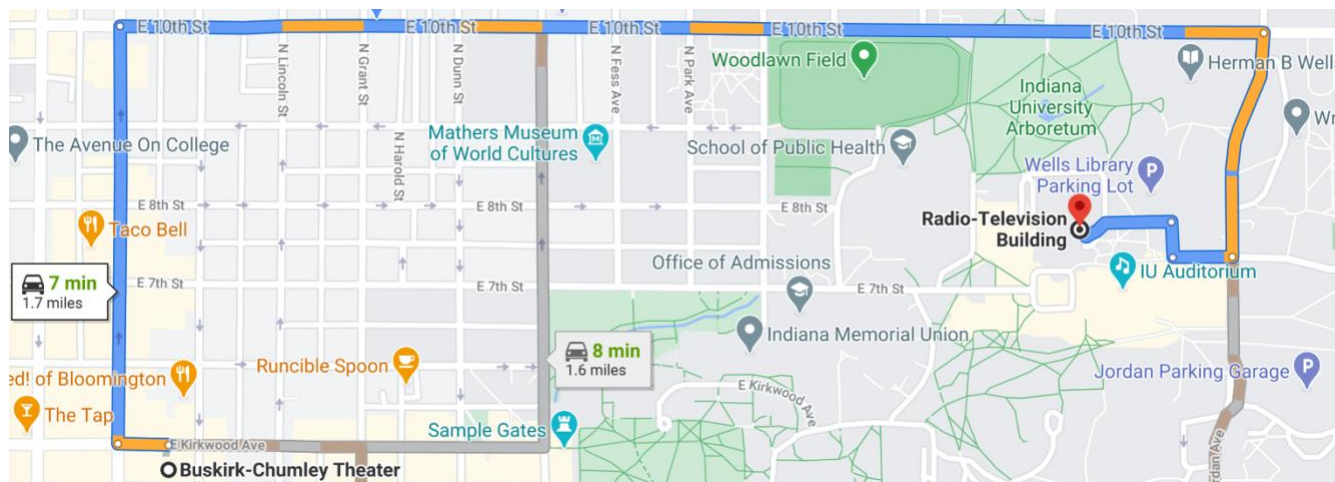 E 10th St
E 10th St
E 10th St
E 10th St
E 10th St
N Lincoln St
N Grant St
N Dunn St
N Fess Ave
N Park Ave
Woodlawn Field
Herman B Wells
Indiana
University
Arboretum
The Avenue On College
N Harold St
Mathers Museum
of World Cultures
School of Public Health
Wells Library
Parking Lot
P
E 8th St
E 8th St
E 8th St
Taco Bell
Radio-Television
Building
Office of Admissions
IU Auditorium
7 min
1.7 miles
E 7th St
E 7th St
E 7th St
Indiana Memorial Union
8 min
1.6 miles
Runcible Spoon
ed! of Bloomington
E Kirkwood Ave
Jordan Parking Garage
P
The Tap
Sample Gates
E Kirkwood Ave
Buskirk-Chumley Theater
rdan Ave